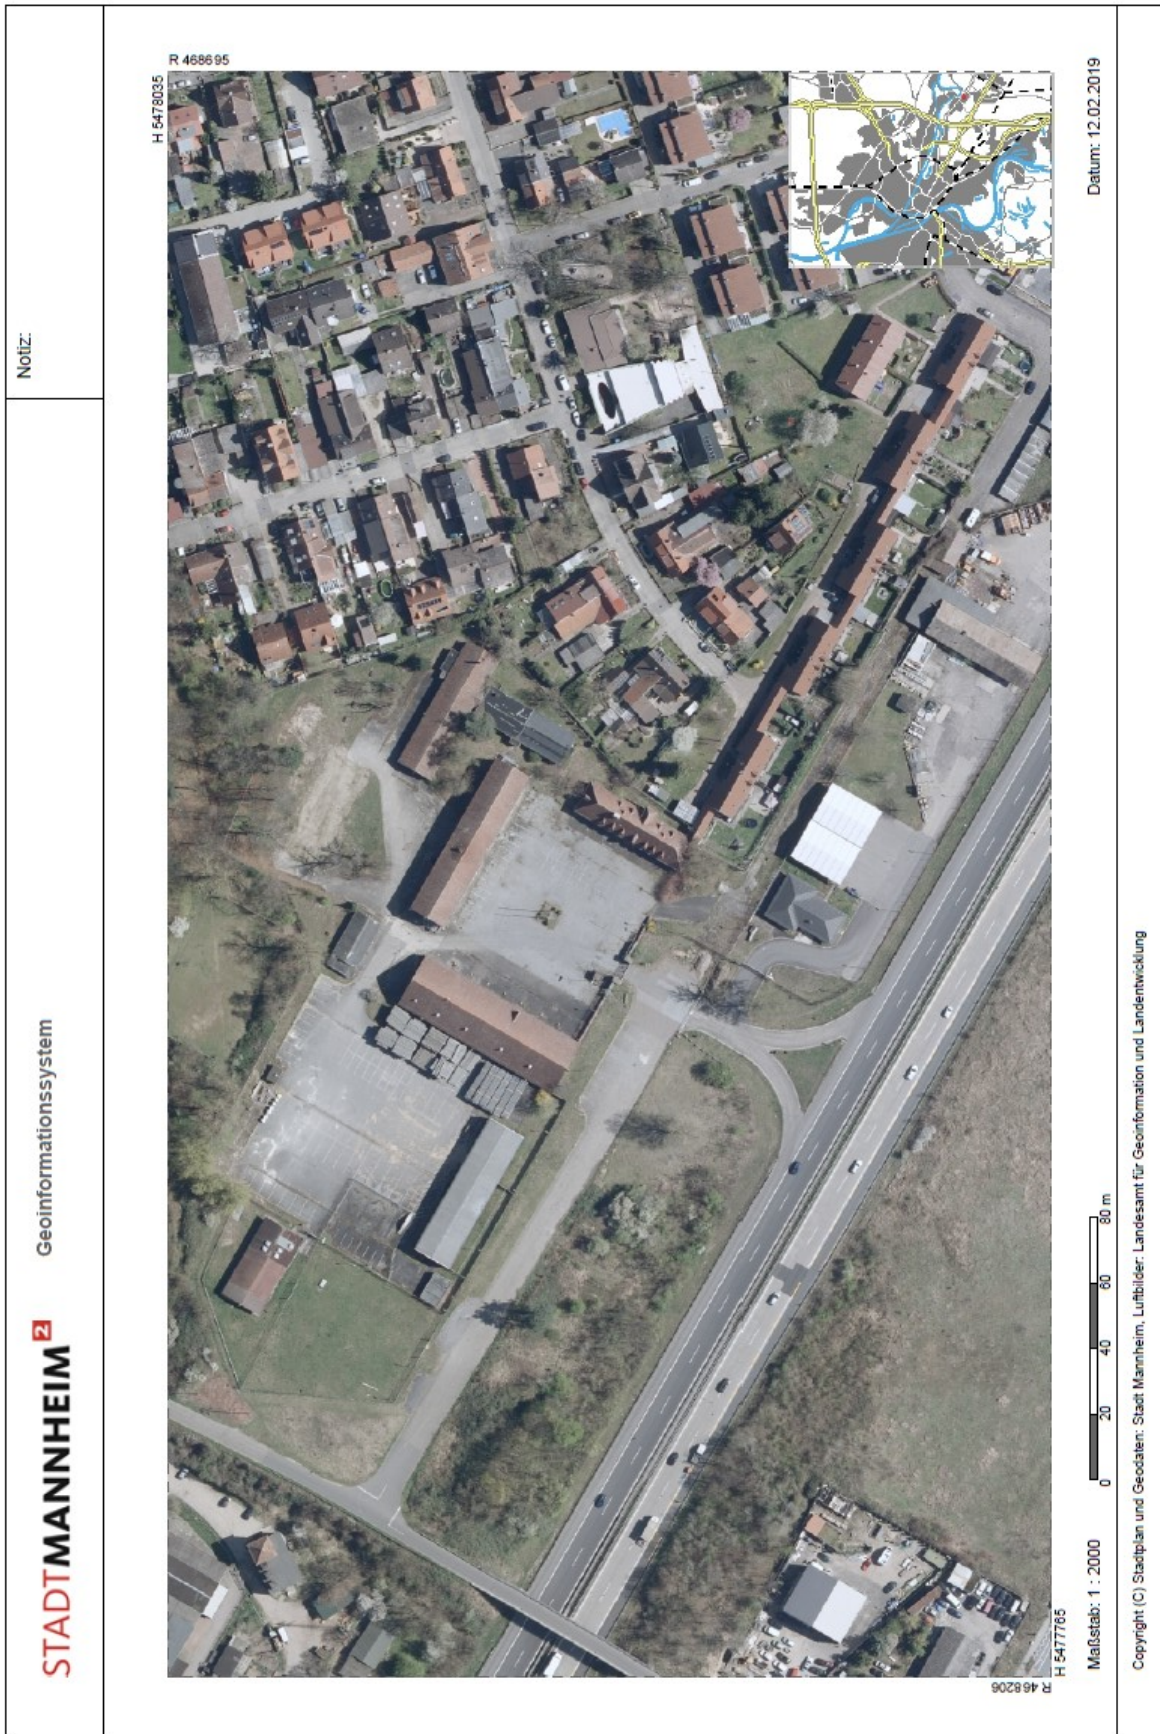 STADTMANNHEIM2 Geoinformationssystem
Notiz:
H 5478035
R 468695
R 468206
H 5477765
Maßstab: 1 : 2000
0 20 40 60 80 m
Datum: 12.02.2019
Copyright (C) Stadtplan und Geodaten: Stadt Mannheim, Luftbilder: Landesamt für Geoinformation und Landentwicklung